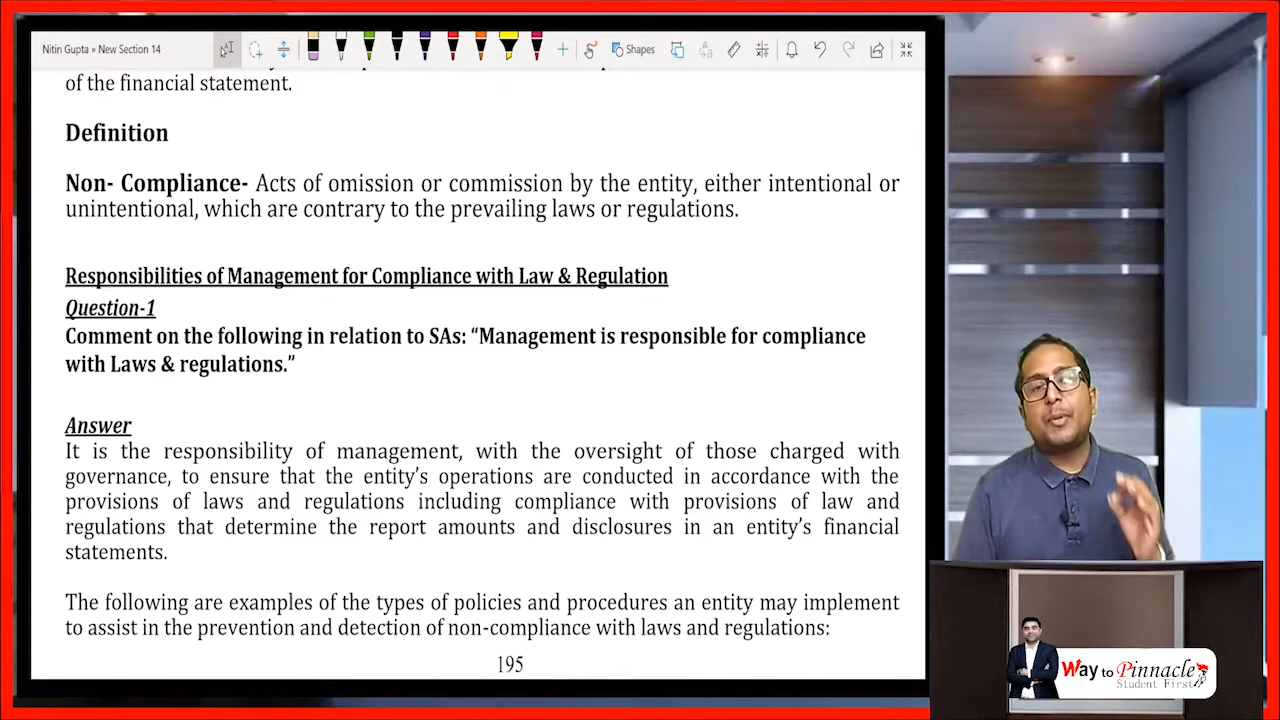 Nitin Gupta » New Section 14
Shapes
of the financial statement.
Definition
Non- Compliance- Acts of omission or commission by the entity, either intentional or
unintentional, which are contrary to the prevailing laws or regulations.
Responsibilities of Management for Compliance with Law & Regulation
Question-1
Comment on the following in relation to SAs: “Management is responsible for compliance
with Laws & regulations.”
Answer
It is the responsibility of management, with the oversight of those charged with
governance, to ensure that the entity’s operations are conducted in accordance with the
provisions of laws and regulations including compliance with provisions of law and
regulations that determine the report amounts and disclosures in an entity’s financial
statements.
The following are examples of the types of policies and procedures an entity may implement
to assist in the prevention and detection of non-compliance with laws and regulations:
195
Way to Pinnacle
Student First